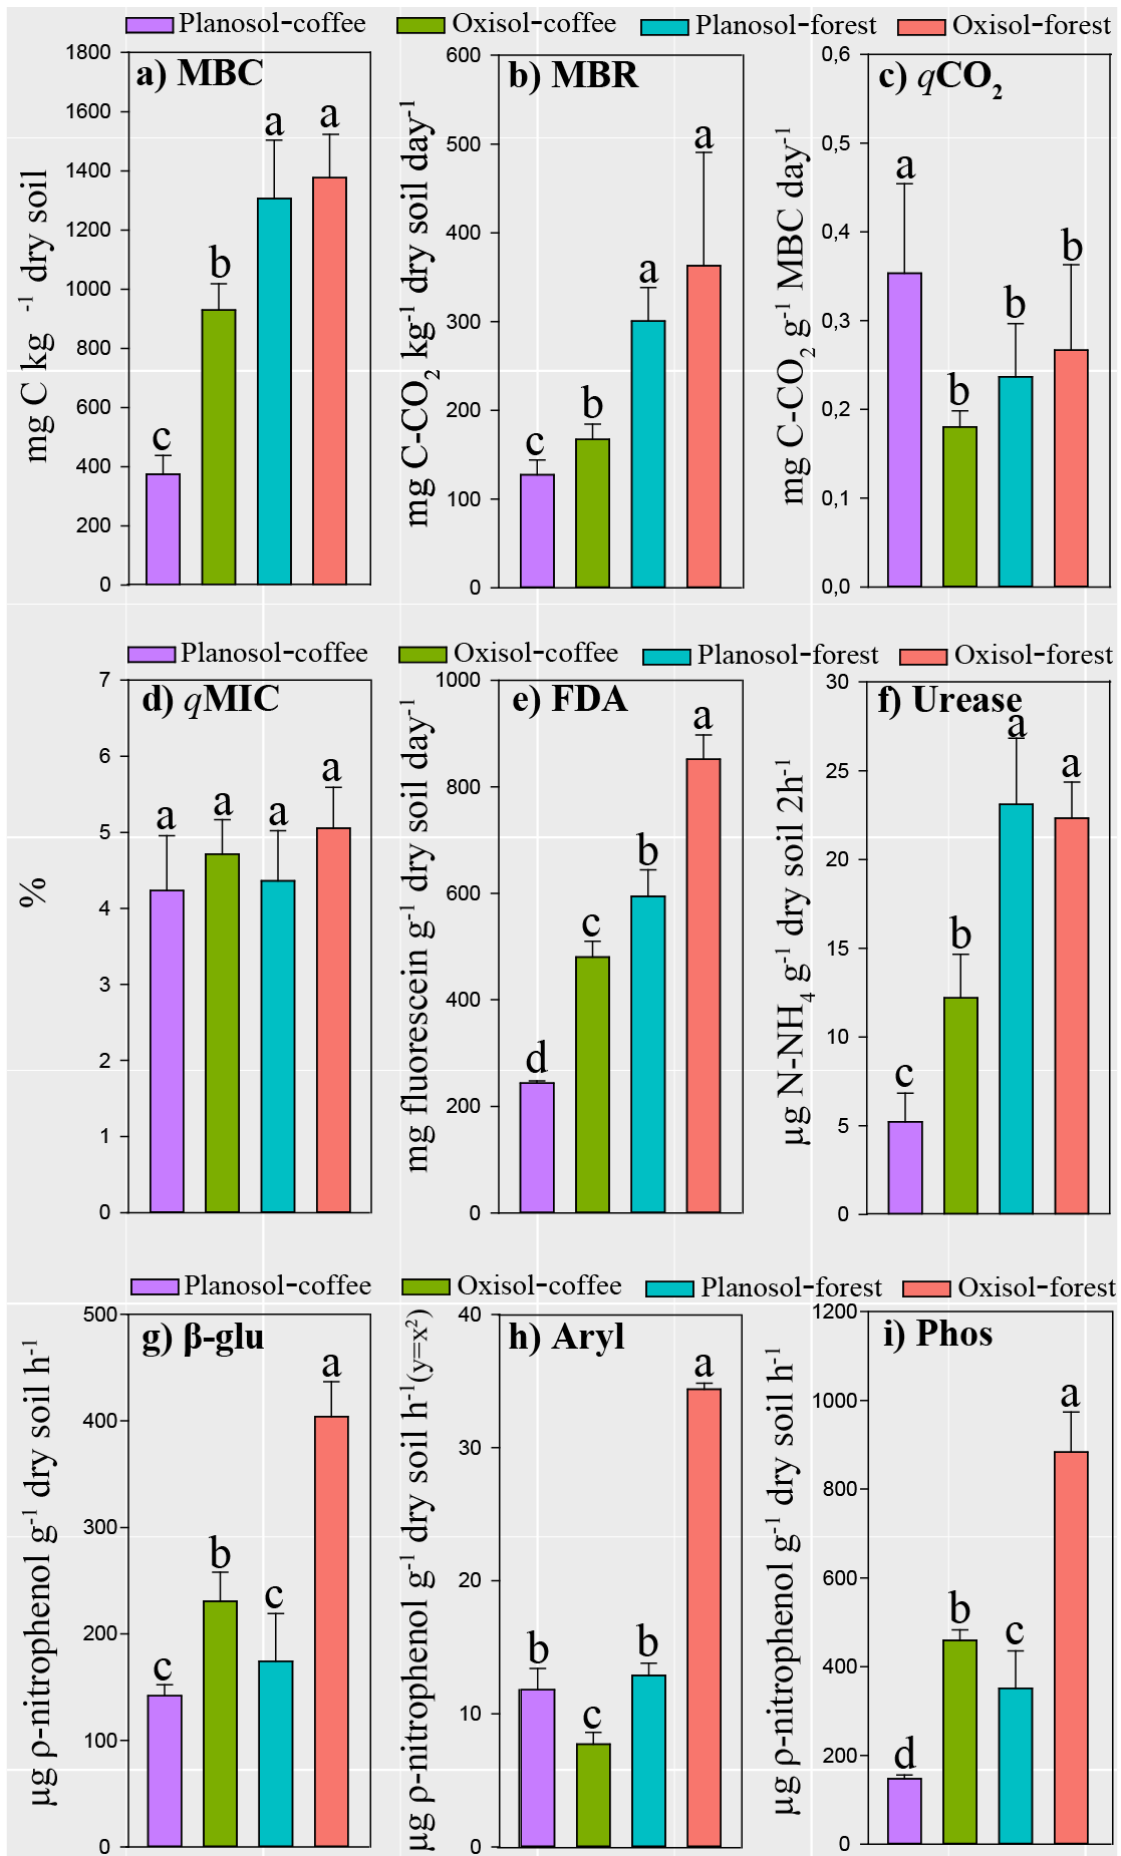 Planosol-coffee Oxisol-coffee Planosol-forest Oxisol-forest
a) MBC
mg C kg -1 dry soil
1800
1600
1400
1200
1000
800
600
400
200
0
c
b
a
a
b) MBR
mg C-CO2 kg-1 dry soil day-1
600
500
400
300
200
100
0
c
b
a
a
c) qCO2
mg C-CO2 g-1 MBC day-1
0,6
0,5
0,4
0,3
0,2
0,1
0,0
a
b
b
b
Planosol-coffee Oxisol-coffee Planosol-forest Oxisol-forest
d) qMIC
%
7
6
5
4
3
2
1
0
a
a
a
a
e) FDA
mg fluorescein g-1 dry soil day-1
1000
800
600
400
200
0
d
c
b
a
f) Urease
µg N-NH4 g-1 dry soil 2h-1
30
25
20
15
10
5
0
c
b
a
a
Planosol-coffee Oxisol-coffee Planosol-forest Oxisol-forest
g) β-glu
µg ρ-nitrophenol g-1 dry soil h-1
500
400
300
200
100
0
c
b
c
a
h) Aryl
µg ρ-nitrophenol g-1 dry soil h-1(y=x2)
40
30
20
10
0
b
c
b
a
i) Phos
µg ρ-nitrophenol g-1 dry soil h-1
1200
1000
800
600
400
200
0
d
b
c
a